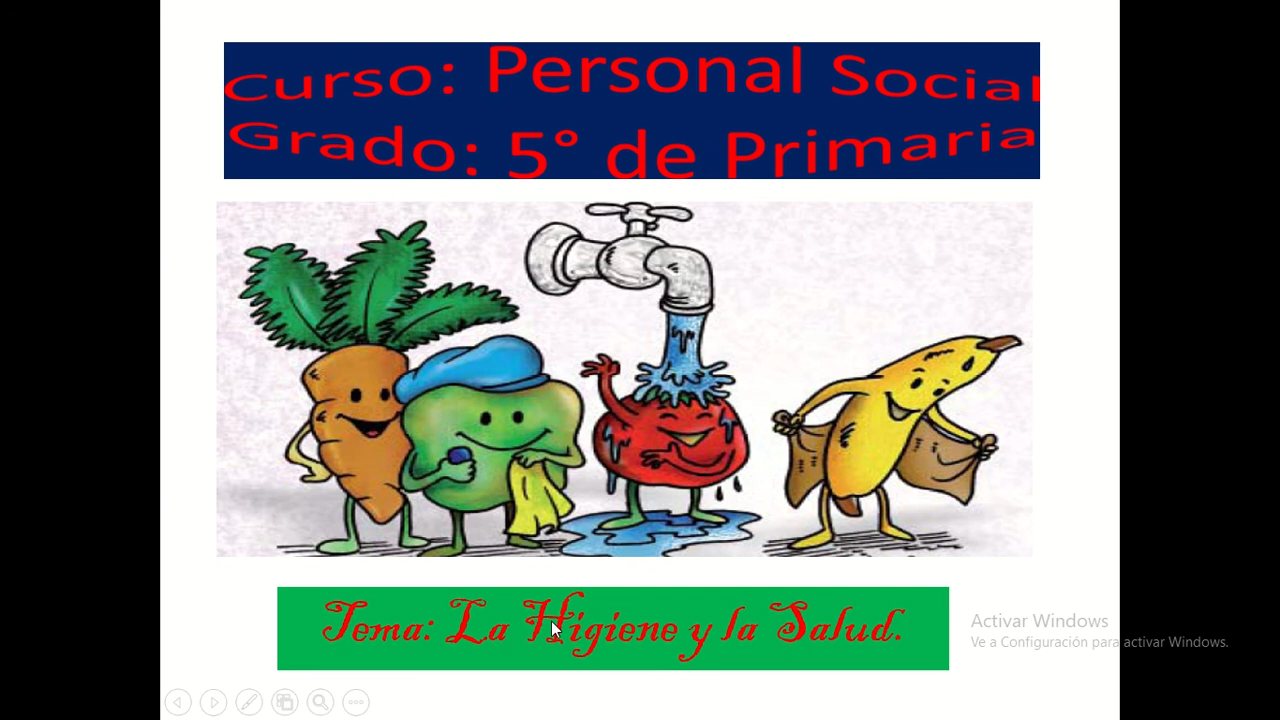 Curso: Personal Social
Grado: 5° de Primaria
Tema: La Higiene y la Salud.
Activar Windows
Ve a Configuración para activar Windows.